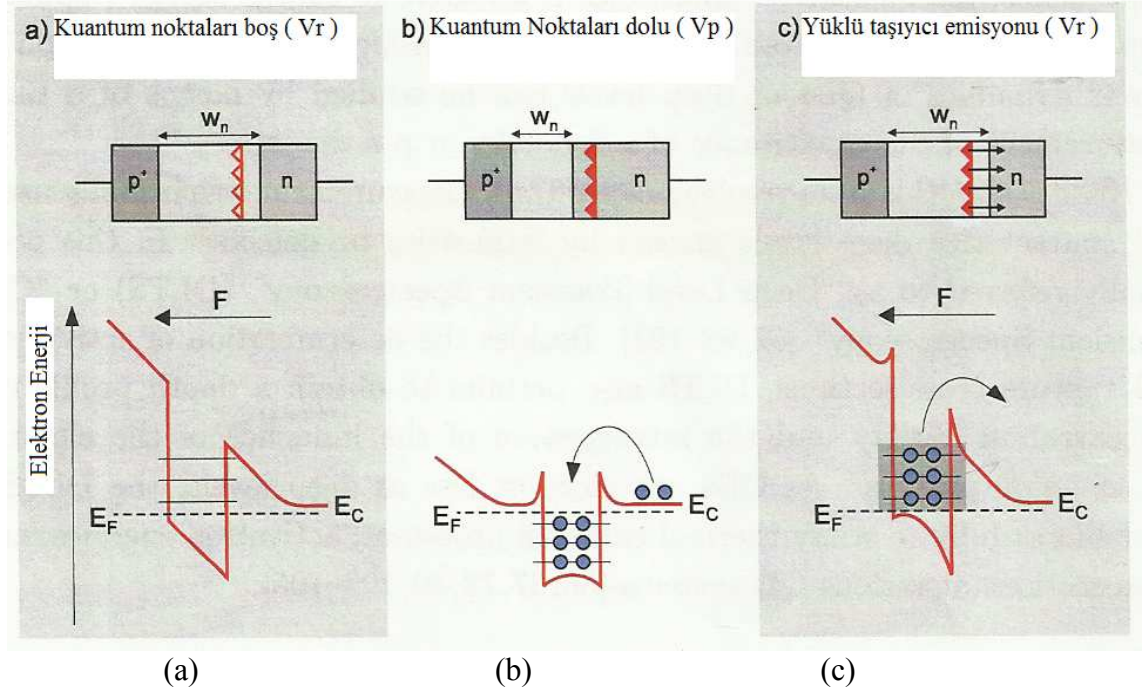 a) Kuantum noktaları boş ( Vr )
b) Kuantum Noktaları dolu ( Vp )
c) Yüklü taşıyıcı emisyonu ( Vr )
wn
p+
n
wn
p+
n
wn
p+
n
F
F
Elektron Enerji
EF
EC
EF
EC
EF
EC
(a)
(b)
(c)